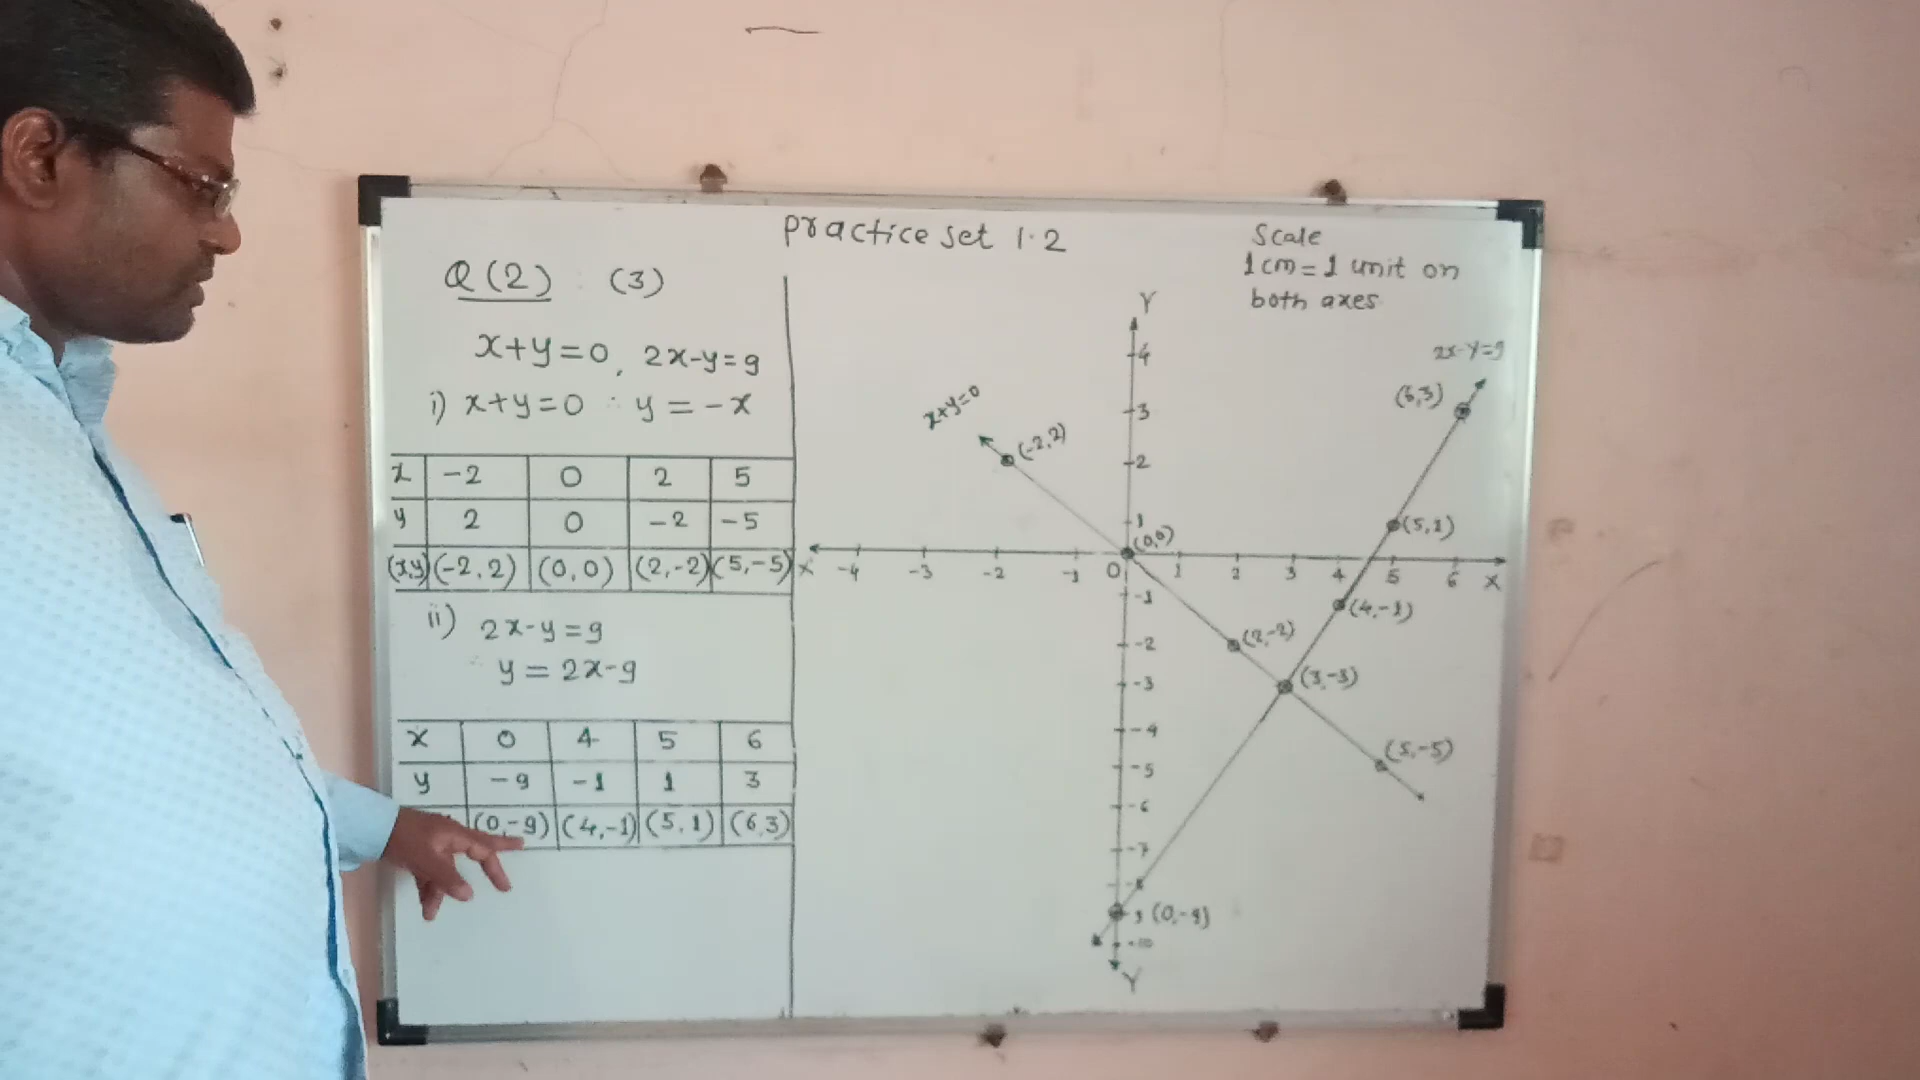 Practice Set 1.2
Q(2) (3)
x+y=0, 2x-y=9
i) x+y=0 ∴ y=-x
x -2 0 2 5
y 2 0 -2 -5
(x,y) (-2,2) (0,0) (2,-2) (5,-5)
ii) 2x-y=9
∴ y=2x-9
x 0 4 5 6
y -9 -1 1 3
(0,-9) (4,-1) (5,1) (6,3)
Scale
1cm=1 unit on
both axes
Y
4
3
2
1
2x-y=9
(6,3)
x+y=0
(-2,2)
(0,0)
(5,1)
X -4 -3 -2 -1 0 1 2 3 4 5 6 X
-1
(4,-1)
-2
(2,-2)
-3
(3,-3)
-4
-5
(5,-5)
-6
-7
-8
9 (0,-9)
-10
Y